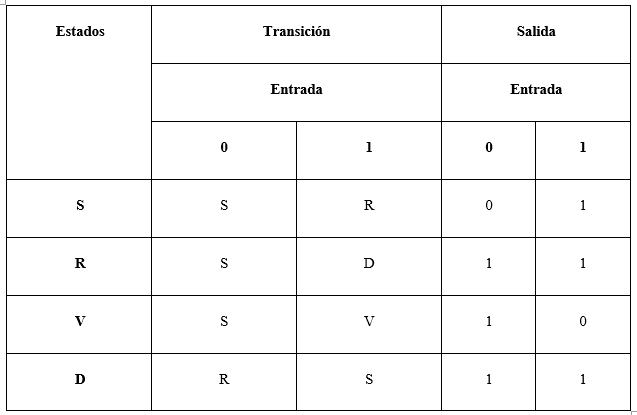 Estados Transición Salida
Entrada Entrada
0 1 0 1
S S R 0 1
R S D 1 1
V S V 1 0
D R S 1 1